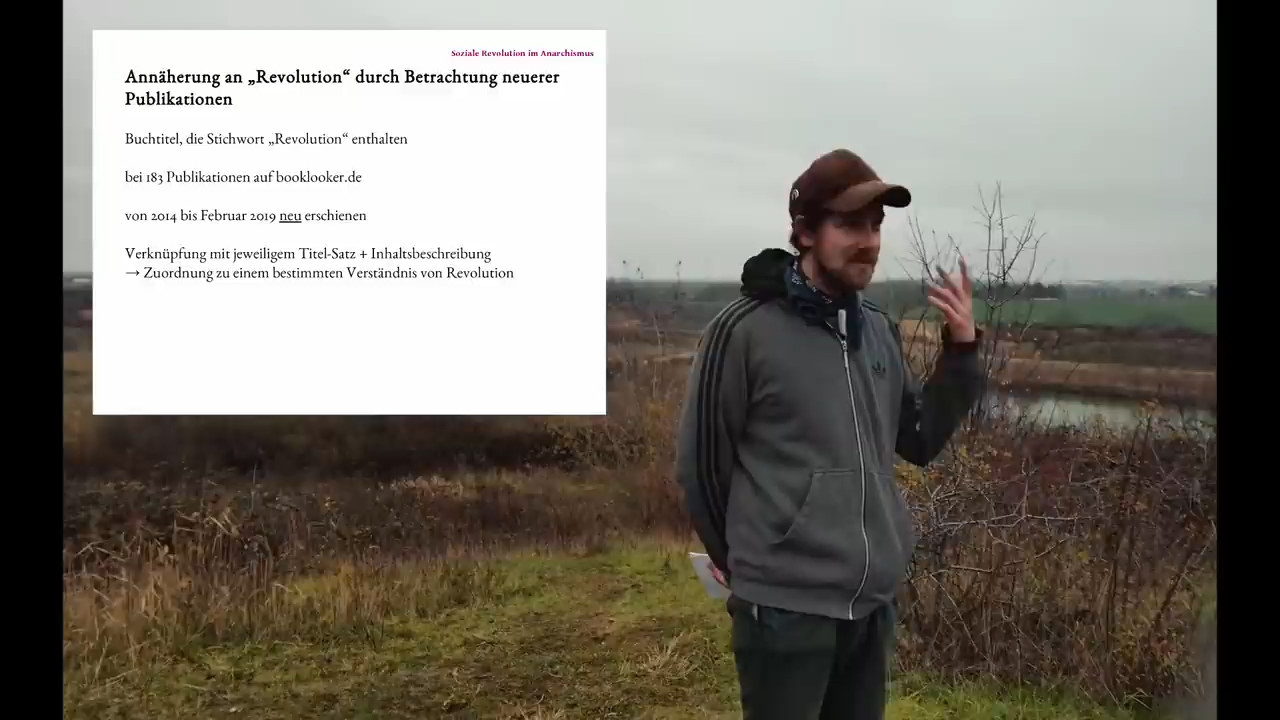 Soziale Revolution im Anarchismus
Annäherung an „Revolution“ durch Betrachtung neuerer
Publikationen
Buchtitel, die Stichwort „Revolution“ enthalten
bei 183 Publikationen auf booklooker.de
von 2014 bis Februar 2019 neu erschienen
Verknüpfung mit jeweiligem Titel-Satz + Inhaltsbeschreibung
→ Zuordnung zu einem bestimmten Verständnis von Revolution